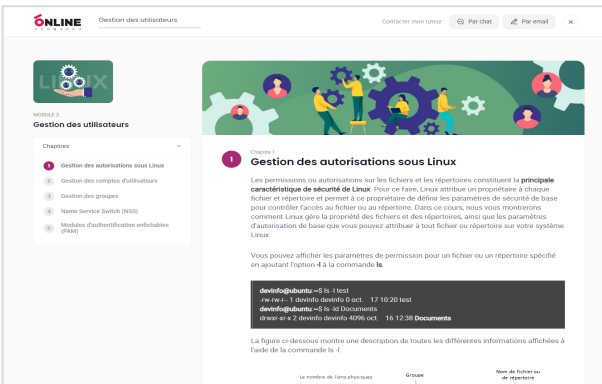 ONLINE
FORMAPRO
Gestion des utilisateurs
Contacter mon tuteur :
Par chat
Par email
LINUX
MODULE 3
Gestion des utilisateurs
Chapitres
1 Gestion des autorisations sous Linux
2 Gestion des comptes d'utilisateurs
3 Gestion des groupes
4 Name Service Switch (NSS)
5 Modules d'authentification enfichables
(PAM)
1
Chapitre 1
Gestion des autorisations sous Linux
Les permissions ou autorisations sur les fichiers et les répertoires constituent la principale
caractéristique de sécurité de Linux. Pour ce faire, Linux attribue un propriétaire à chaque
fichier et répertoire et permet à ce propriétaire de définir les paramètres de sécurité de base
pour contrôler l'accès au fichier ou au répertoire. Dans ce cours, nous vous montrerons
comment Linux gère la propriété des fichiers et des répertoires, ainsi que les paramètres
d'autorisation de base que vous pouvez attribuer à tout fichier ou répertoire sur votre système
Linux.
Vous pouvez afficher les paramètres de permission pour un fichier ou un répertoire spécifié
en ajoutant l'option -l à la commande ls.
devinfo@ubuntu:~$ ls -l test
-rw-rw-r-- 1 devinfo devinfo 0 oct. 17 10:20 test
devinfo@ubuntu:~$ ls -ld Documents
drwxr-xr-x 2 devinfo devinfo 4096 oct. 16 12:38 Documents
La figure ci-dessous montre une description de toutes les différentes informations affichées à
l'aide de la commande ls -l.
Le nombre de liens physiques
Groupe
Nom de fichier ou
de répertoire